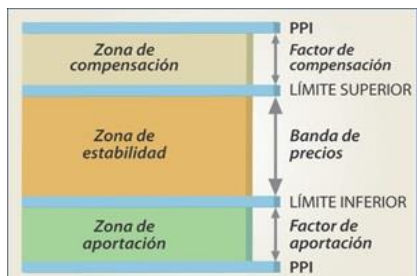 PPI
Zona de
compensación
Factor de
compensación
LÍMITE SUPERIOR
Zona de
estabilidad
Banda de
precios
LÍMITE INFERIOR
Zona de
aportación
Factor de
aportación
PPI